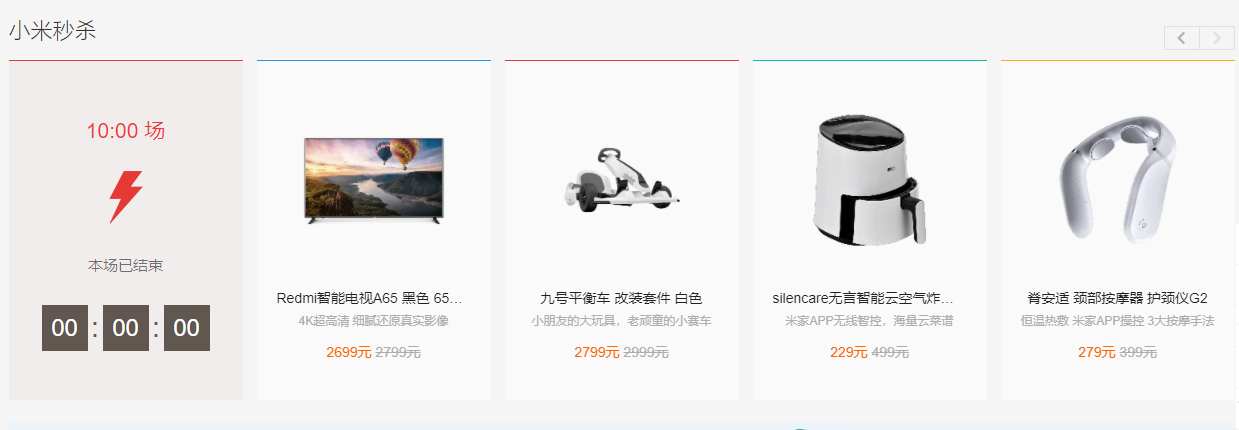 小米秒杀
10:00 场
本场已结束
00 : 00 : 00
Redmi智能电视A65 黑色 65…
4K超高清 细腻还原真实影像
2699元 2799元
九号平衡车 改装套件 白色
小朋友的大玩具，老顽童的小赛车
2799元 2999元
silencare无言智能云空气炸…
米家APP无线智控，海量云菜谱
229元 499元
脊安适 颈部按摩器 护颈仪G2
恒温热敷 米家APP操控 3大按摩手法
279元 399元